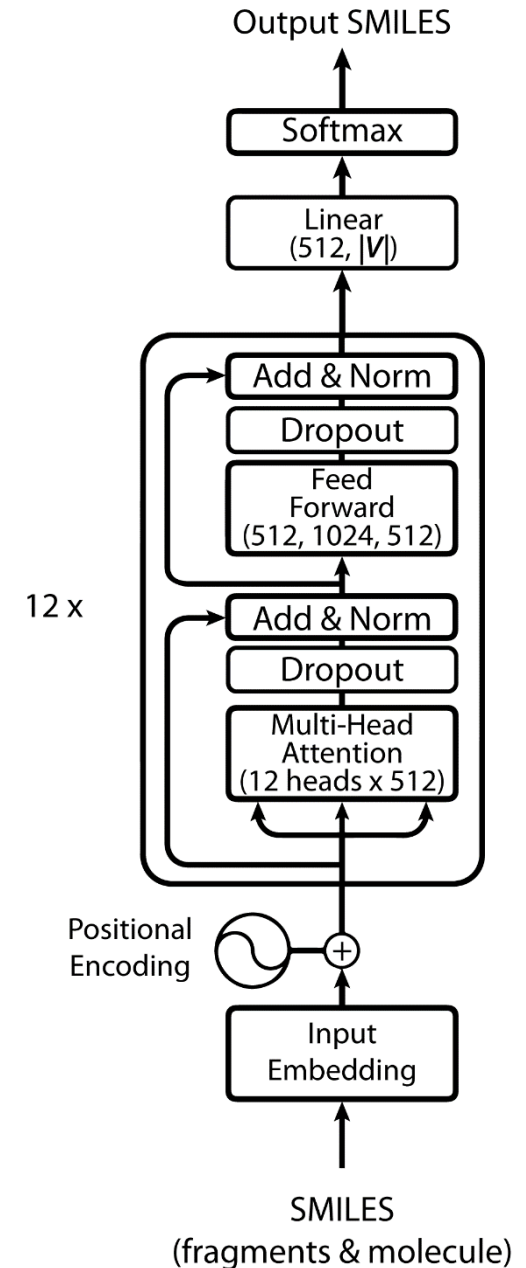 Output SMILES
Softmax
Linear
(512, |V|)
Add & Norm
Dropout
Feed
Forward
(512, 1024, 512)
12 x
Add & Norm
Dropout
Multi-Head
Attention
(12 heads x 512)
Positional
Encoding
+
Input
Embedding
SMILES
(fragments & molecule)